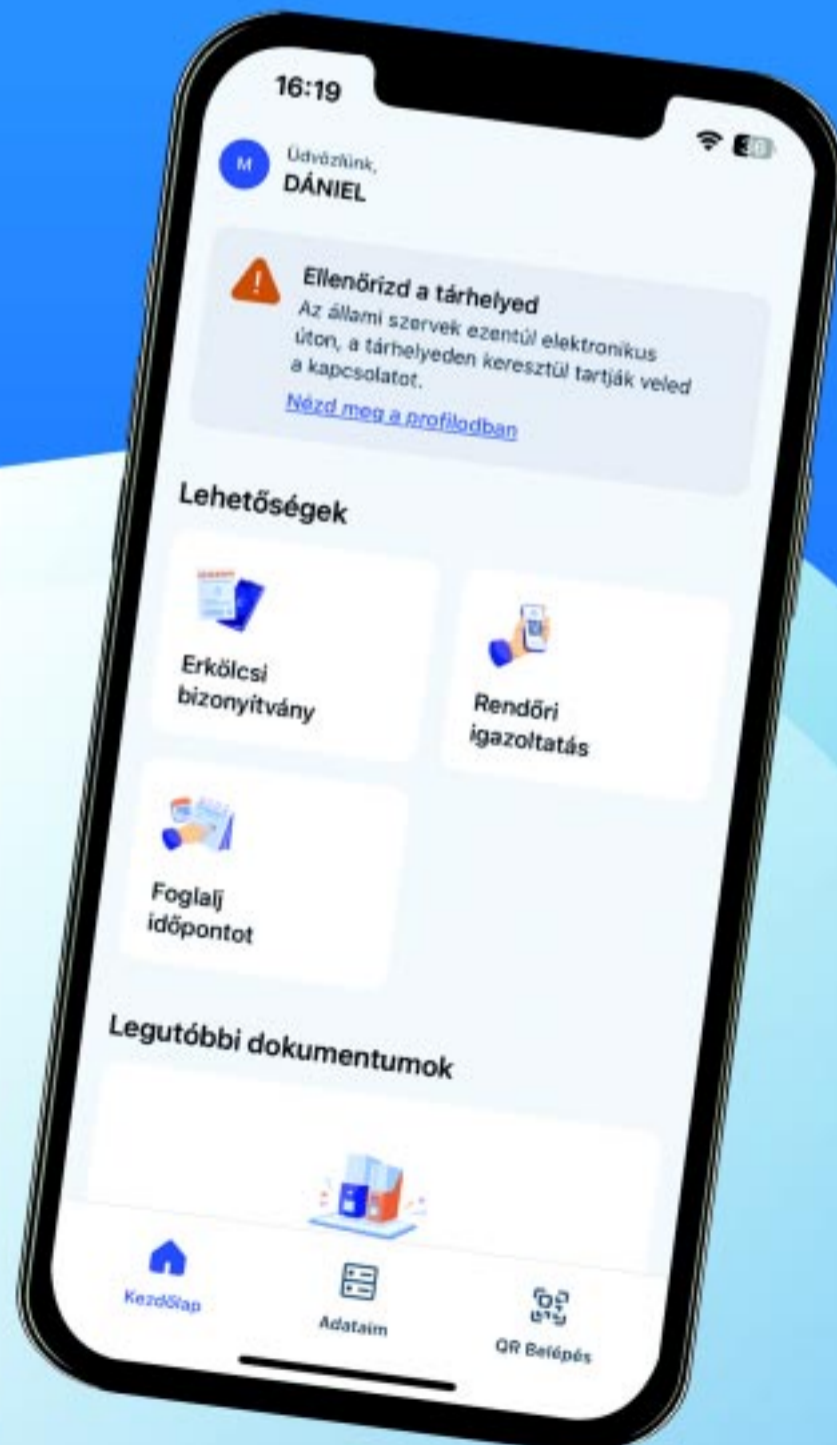 16:19
M
Üdvözlünk,
DÁNIEL
Ellenőrizd a tárhelyed
Az állami szervek ezentúl elektronikus
úton, a tárhelyeden keresztül tartják veled
a kapcsolatot.
Nézd meg a profilodban
Lehetőségek
Erkölcsi
bizonyítvány
Rendőri
igazoltatás
Foglalj
időpontot
Legutóbbi dokumentumok
Kezdőlap
Adataim
QR Belépés